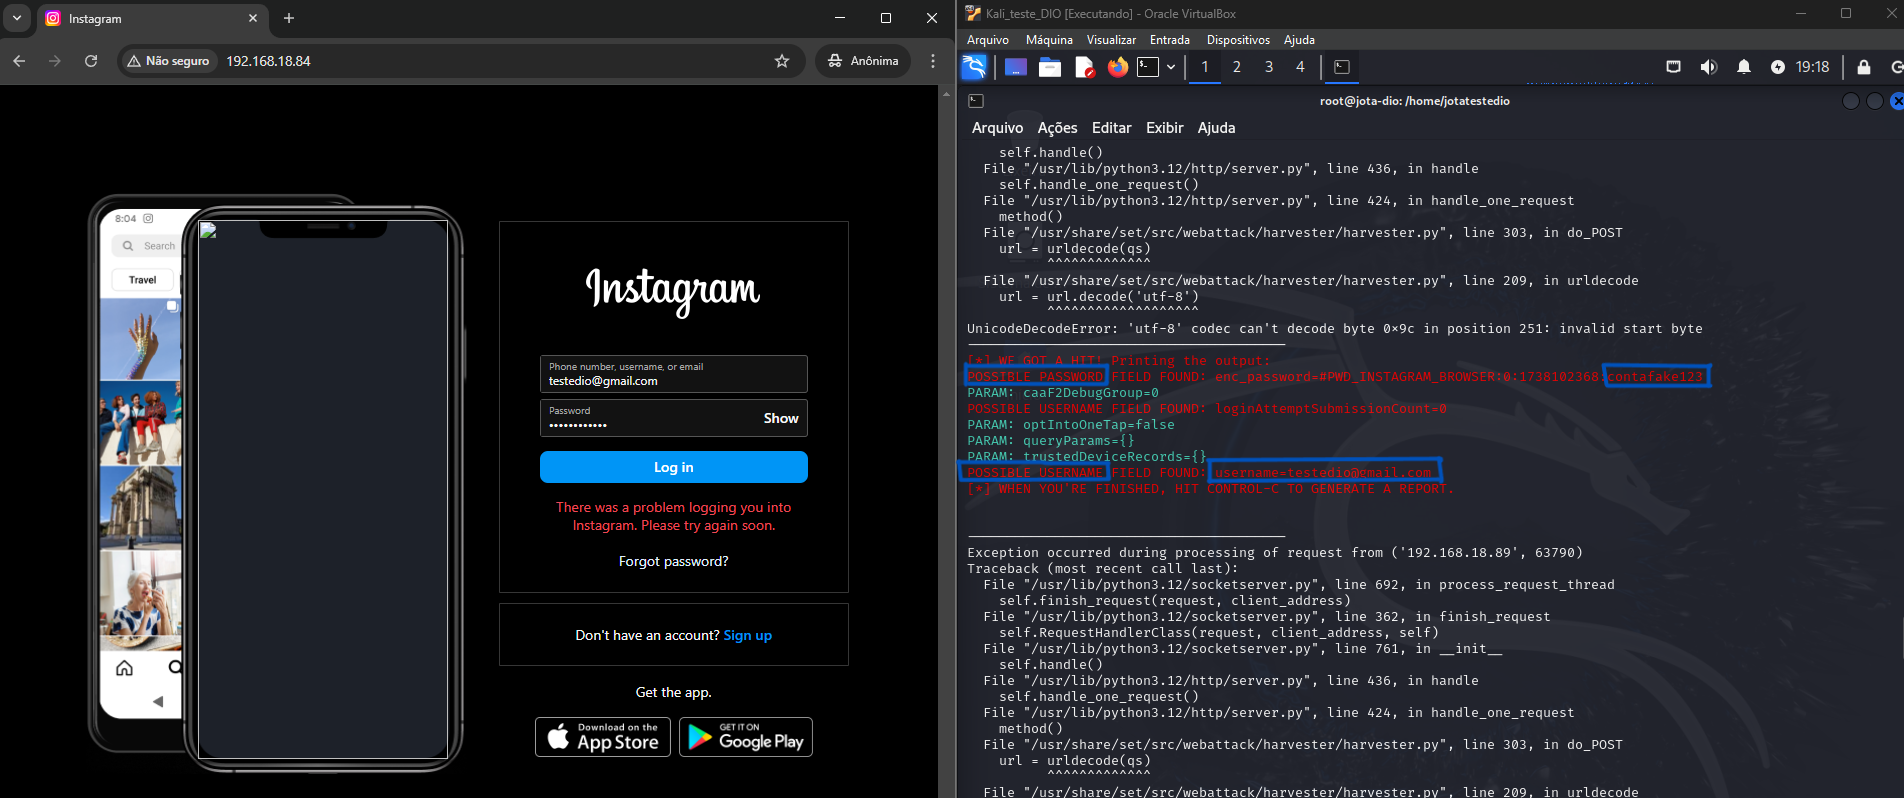 Instagram
Não seguro
192.168.18.84
Anônima
8:04
Search
Travel
Instagram
Phone number, username, or email
testedio@gmail.com
Password
••••••••••••
Show
Log in
There was a problem logging you into
Instagram. Please try again soon.
Forgot password?
Don't have an account? Sign up
Get the app.
Download on the
App Store
GET IT ON
Google Play
Kali_teste_DIO [Executando] - Oracle VirtualBox
Arquivo Máquina Visualizar Entrada Dispositivos Ajuda
1 2 3 4
19:18
root@jota-dio: /home/jotatestedio
Arquivo Ações Editar Exibir Ajuda
self.handle()
File "/usr/lib/python3.12/http/server.py", line 436, in handle
self.handle_one_request()
File "/usr/lib/python3.12/http/server.py", line 424, in handle_one_request
method()
File "/usr/share/set/src/webattack/harvester/harvester.py", line 303, in do_POST
url = urldecode(qs)
^^^^^^^^^^^^^
File "/usr/share/set/src/webattack/harvester/harvester.py", line 209, in urldecode
url = url.decode('utf-8')
^^^^^^^^^^^^^^^^^^^
UnicodeDecodeError: 'utf-8' codec can't decode byte 0×9c in position 251: invalid start byte
[*] WE GOT A HIT! Printing the output:
POSSIBLE PASSWORD FIELD FOUND: enc_password=#PWD_INSTAGRAM_BROWSER:0:1738102368:contafake123
PARAM: caaF2DebugGroup=0
POSSIBLE USERNAME FIELD FOUND: loginAttemptSubmissionCount=0
PARAM: optIntoOneTap=false
PARAM: queryParams={}
PARAM: trustedDeviceRecords={}
POSSIBLE USERNAME FIELD FOUND: username=testedio@gmail.com
[*] WHEN YOU'RE FINISHED, HIT CONTROL-C TO GENERATE A REPORT.
Exception occurred during processing of request from ('192.168.18.89', 63790)
Traceback (most recent call last):
File "/usr/lib/python3.12/socketserver.py", line 692, in process_request_thread
self.finish_request(request, client_address)
File "/usr/lib/python3.12/socketserver.py", line 362, in finish_request
self.RequestHandlerClass(request, client_address, self)
File "/usr/lib/python3.12/socketserver.py", line 761, in __init__
self.handle()
File "/usr/lib/python3.12/http/server.py", line 436, in handle
self.handle_one_request()
File "/usr/lib/python3.12/http/server.py", line 424, in handle_one_request
method()
File "/usr/share/set/src/webattack/harvester/harvester.py", line 303, in do_POST
url = urldecode(qs)
^^^^^^^^^^^^^
File "/usr/share/set/src/webattack/harvester/harvester.py", line 209, in urldecode